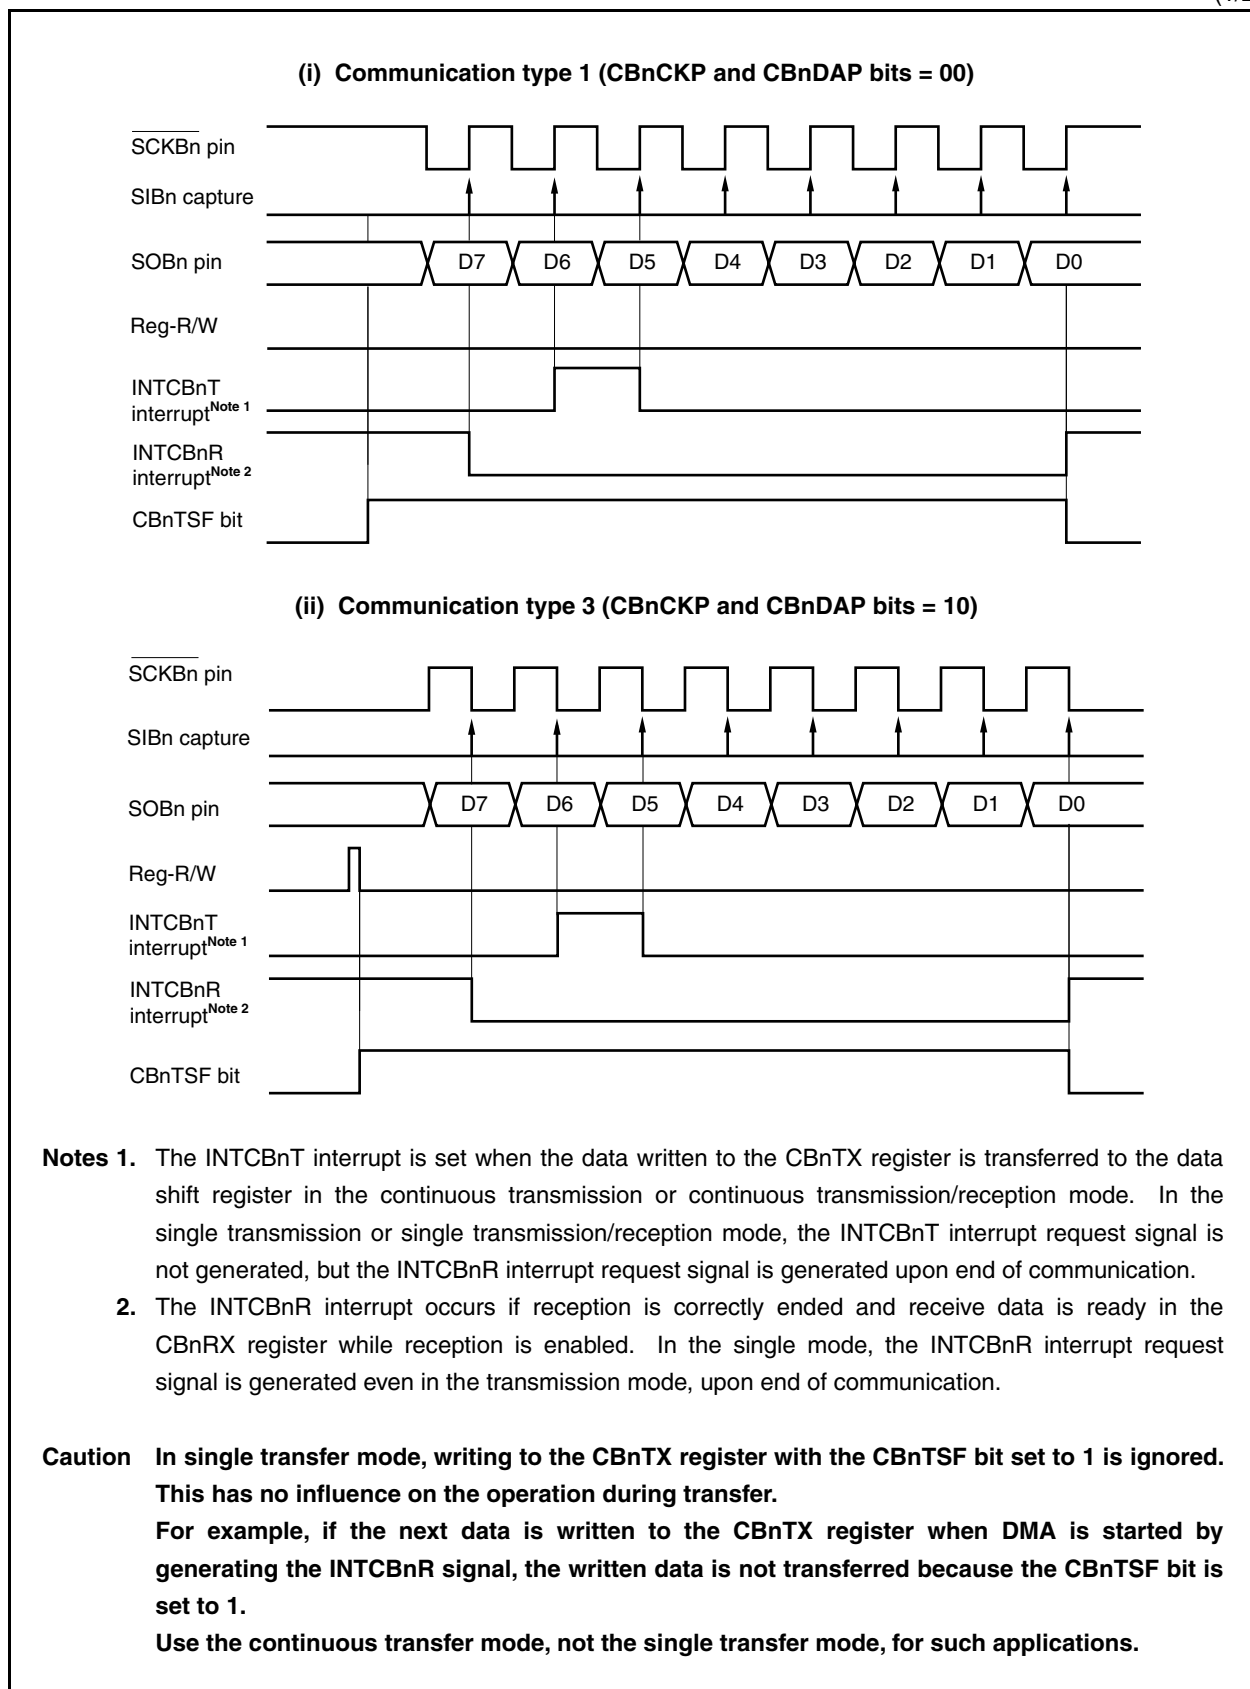 (i) Communication type 1 (CBnCKP and CBnDAP bits = 00)
SCKBn pin
SIBn capture
SOBn pin D7 D6 D5 D4 D3 D2 D1 D0
Reg-R/W
INTCBnT
interrupt Note 1
INTCBnR
interrupt Note 2
CBnTSF bit
(ii) Communication type 3 (CBnCKP and CBnDAP bits = 10)
SCKBn pin
SIBn capture
SOBn pin D7 D6 D5 D4 D3 D2 D1 D0
Reg-R/W
INTCBnT
interrupt Note 1
INTCBnR
interrupt Note 2
CBnTSF bit
Notes 1. The INTCBnT interrupt is set when the data written to the CBnTX register is transferred to the data
shift register in the continuous transmission or continuous transmission/reception mode. In the
single transmission or single transmission/reception mode, the INTCBnT interrupt request signal is
not generated, but the INTCBnR interrupt request signal is generated upon end of communication.
2. The INTCBnR interrupt occurs if reception is correctly ended and receive data is ready in the
CBnRX register while reception is enabled. In the single mode, the INTCBnR interrupt request
signal is generated even in the transmission mode, upon end of communication.
Caution In single transfer mode, writing to the CBnTX register with the CBnTSF bit set to 1 is ignored.
This has no influence on the operation during transfer.
For example, if the next data is written to the CBnTX register when DMA is started by
generating the INTCBnR signal, the written data is not transferred because the CBnTSF bit is
set to 1.
Use the continuous transfer mode, not the single transfer mode, for such applications.